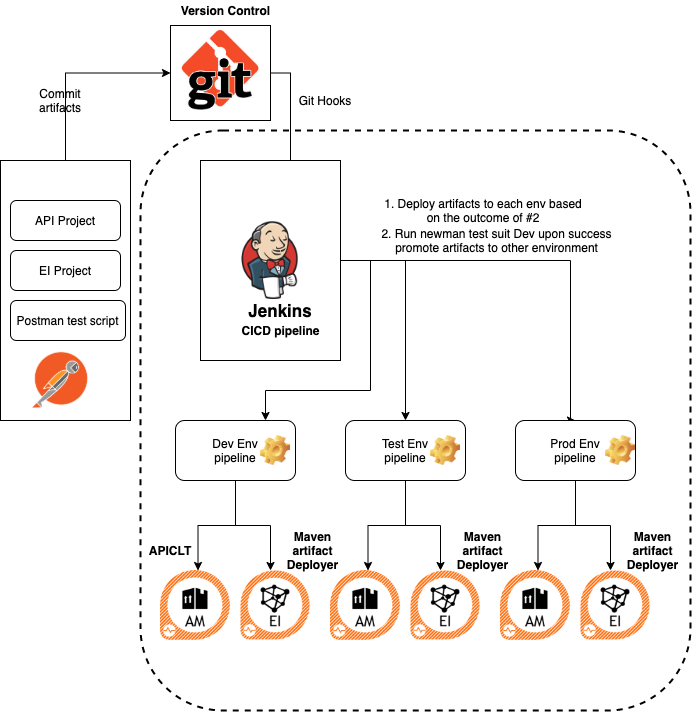 Version Control
git
Commit
artifacts
Git Hooks
API Project
EI Project
Postman test script
1. Deploy artifacts to each env based
on the outcome of #2
2. Run newman test suit Dev upon success
promote artifacts to other environment
Jenkins
CICD pipeline
Dev Env
pipeline
Test Env
pipeline
Prod Env
pipeline
APICLT
Maven
artifact
Deployer
Maven
artifact
Deployer
Maven
artifact
Deployer
AM
EI
AM
EI
AM
EI